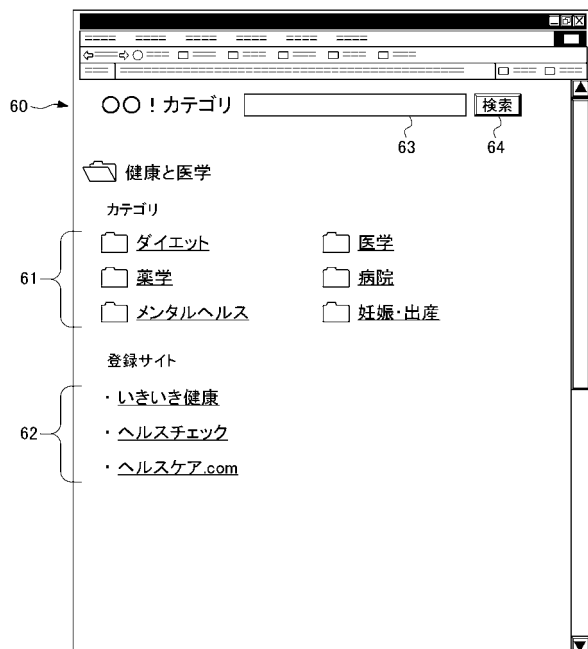 60 〇〇！カテゴリ 検索
63 64
健康と医学
カテゴリ
ダイエット 医学
61 薬学 病院
メンタルヘルス 妊娠・出産
登録サイト
・いきいき健康
62 ・ヘルスチェック
・ヘルスケア.com